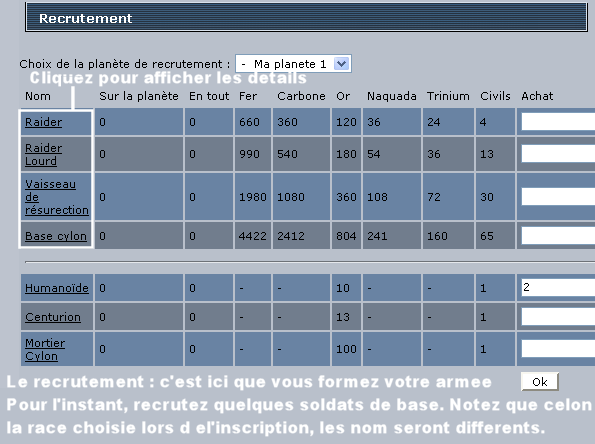 Recrutement
Choix de la planète de recrutement : - Ma planete 1
Cliquez pour afficher les details
Nom Sur la planète En tout Fer Carbone Or Naquada Trinium Civils Achat
Raider 0 0 660 360 120 36 24 4
Raider
Lourd 0 0 990 540 180 54 36 13
Vaisseau
de
résurection 0 0 1980 1080 360 108 72 30
Base cylon 0 0 4422 2412 804 241 160 65
Humanoïde 0 0 - - 10 - - 1 2
Centurion 0 0 - - 13 - - 1
Mortier
Cylon 0 0 - - 100 - - 1
Le recrutement : c'est ici que vous formez votre armee Ok
Pour l'instant, recrutez quelques soldats de base. Notez que celon
la race choisie lors d el'inscription, les nom seront differents.